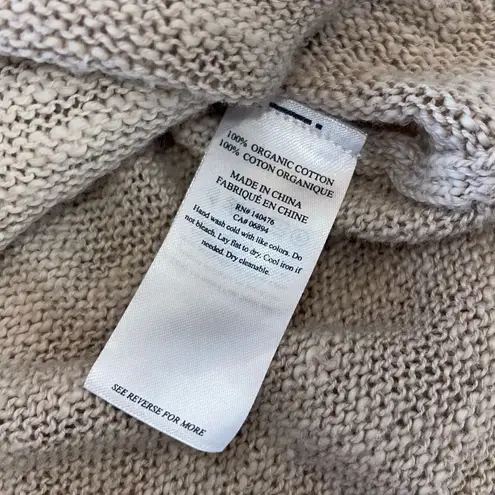 100% ORGANIC COTTON
100% COTON ORGANIQUE
MADE IN CHINA
FABRIQUÉ EN CHINE
RN# 140476
CA# 06894
Hand wash cold with like colors. Do
not bleach. Lay flat to dry. Cool iron if
needed. Dry cleanable.
SEE REVERSE FOR MORE